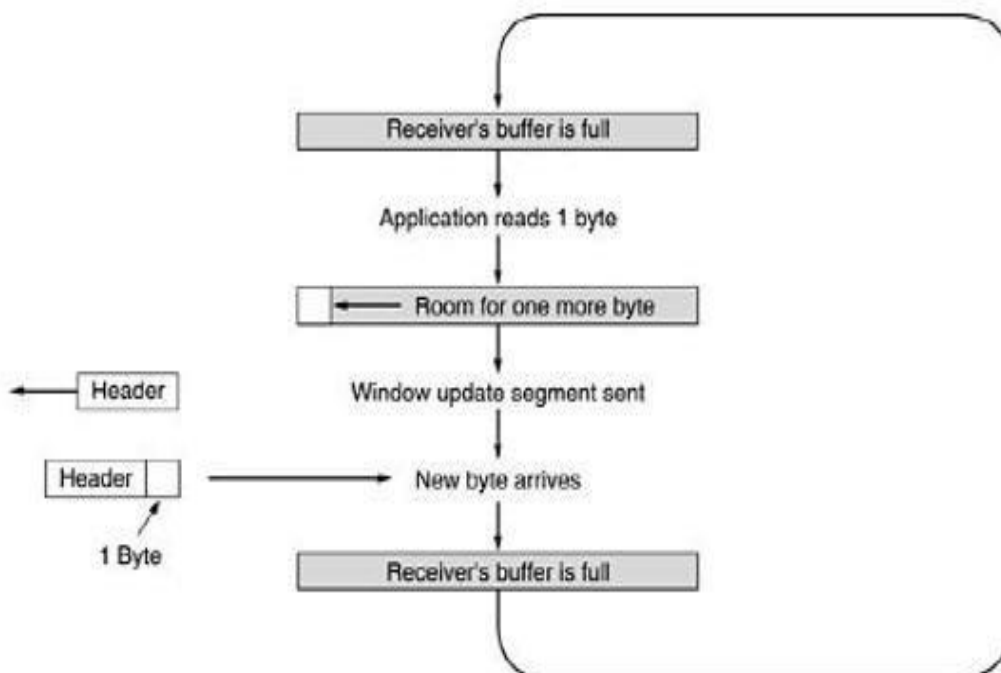 Receiver's buffer is full
Application reads 1 byte
Room for one more byte
Header
Window update segment sent
Header
New byte arrives
1 Byte
Receiver's buffer is full